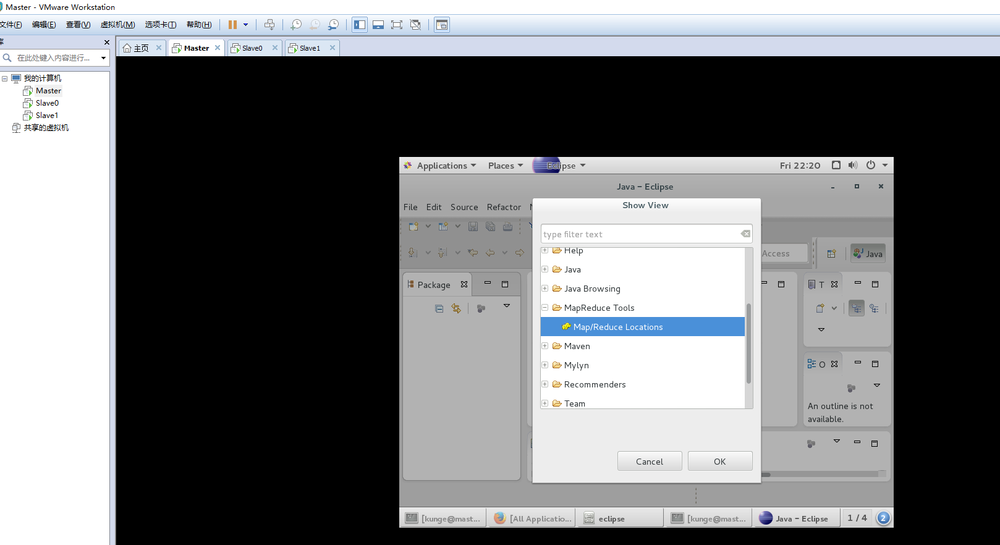 Master - VMware Workstation
文件(F) 编辑(E) 查看(V) 虚拟机(M) 选项卡(T) 帮助(H)
库
在此处键入内容进行...
我的计算机
Master
Slave0
Slave1
共享的虚拟机
主页 Master Slave0 Slave1
Applications Places Eclipse Fri 22:20
Java – Eclipse
File Edit Source Refactor
Show View
type filter text
Help
Java
Java Browsing
MapReduce Tools
Map/Reduce Locations
Maven
Mylyn
Recommenders
Team
Cancel OK
Access Java
Package
T
O
An outline is not
available.
[kunge@mast... [All Applicatio... eclipse [kunge@mast... Java – Eclipse 1 / 4 2